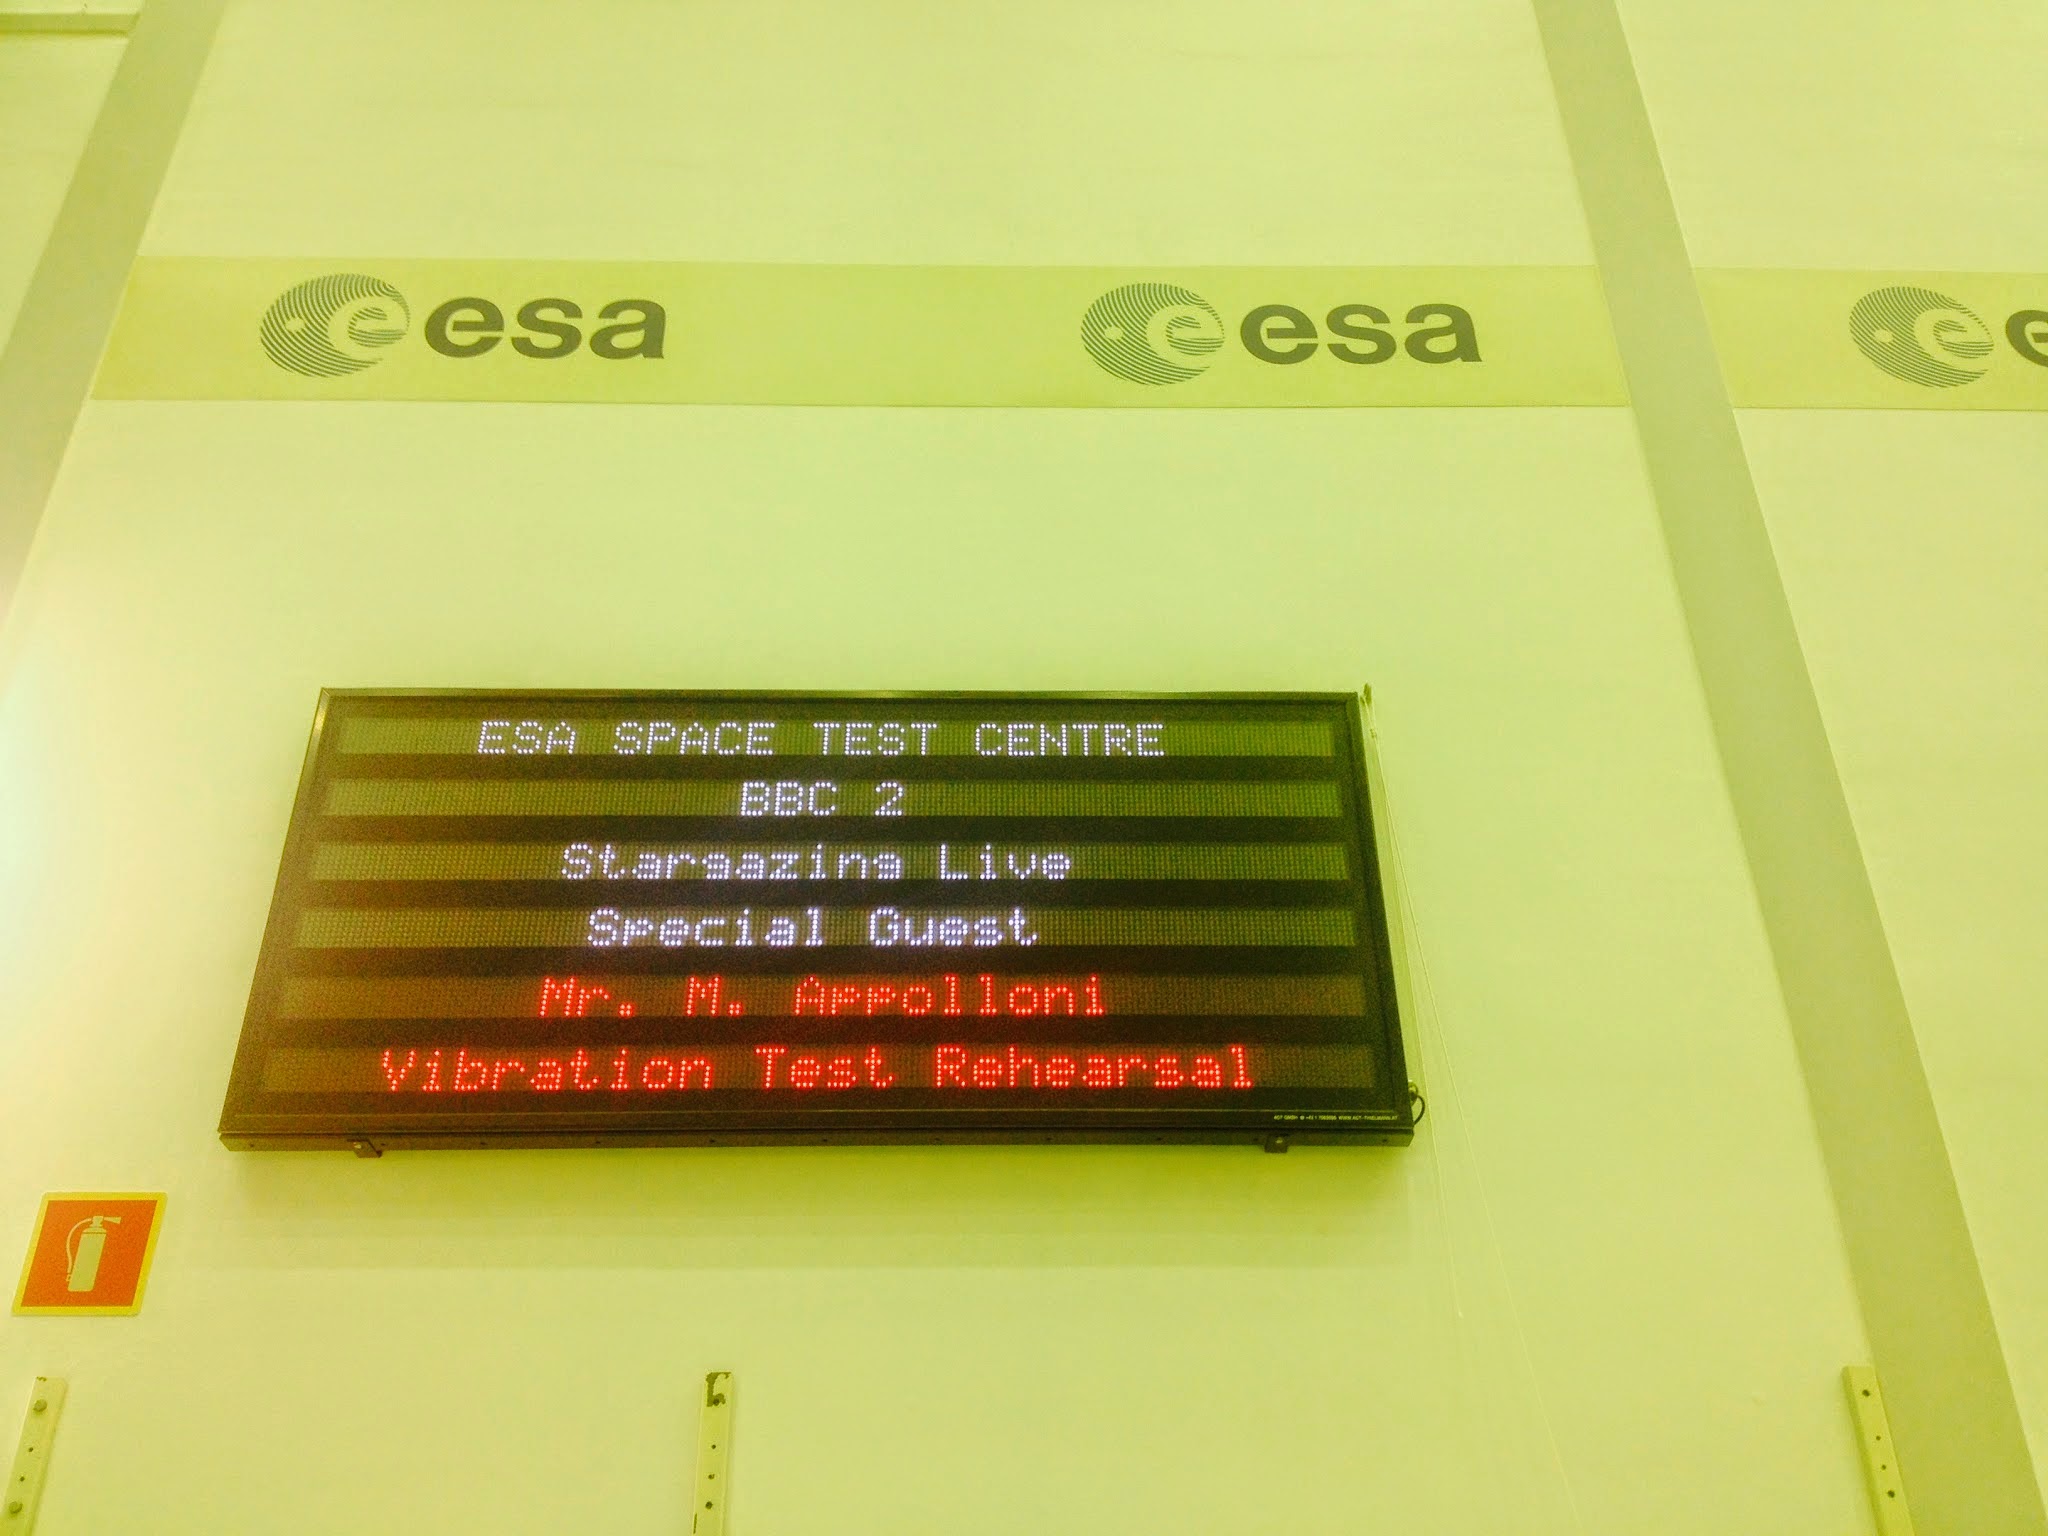 esa esa e
ESA SPACE TEST CENTRE
BBC 2
Stargazing Live
Special Guest
Mr. M. Appolloni
Vibration Test Rehearsal